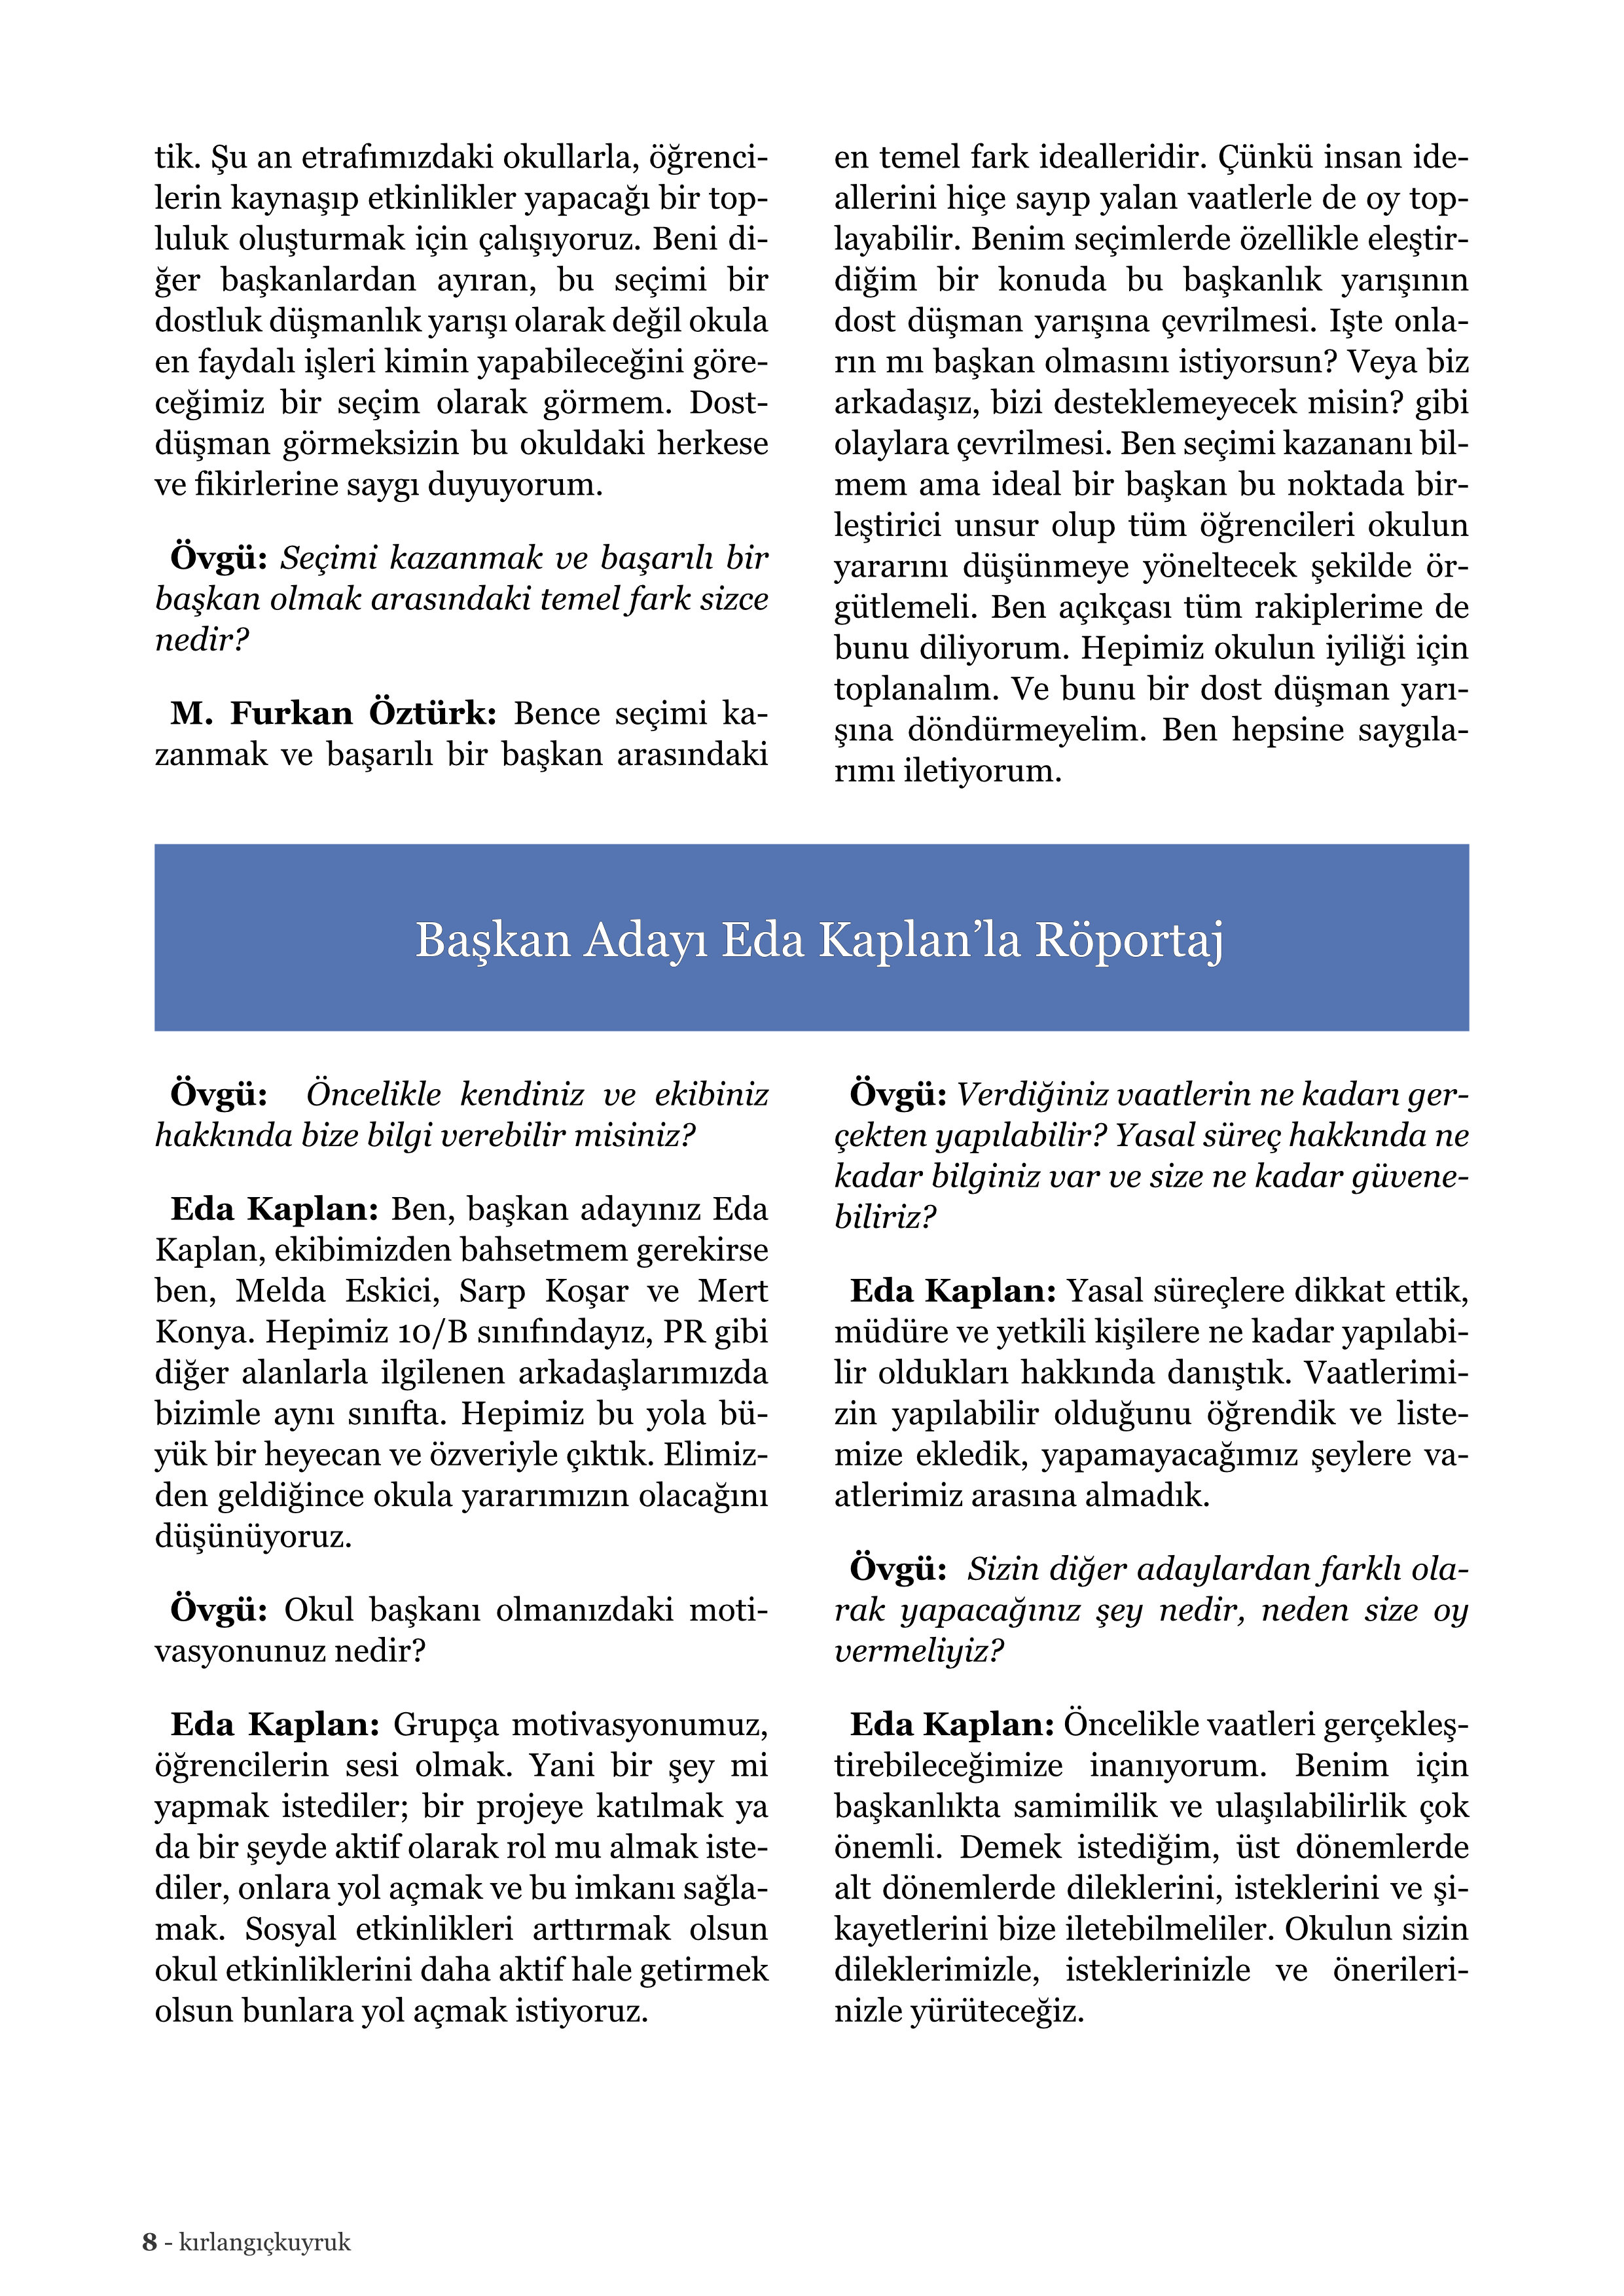 tik. Şu an etrafımızdaki okullarla, öğrenci-
lerin kaynaşıp etkinlikler yapacağı bir top-
luluk oluşturmak için çalışıyoruz. Beni di-
ğer başkanlardan ayıran, bu seçimi bir
dostluk düşmanlık yarışı olarak değil okula
en faydalı işleri kimin yapabileceğini göre-
ceğimiz bir seçim olarak görmem. Dost-
düşman görmeksizin bu okuldaki herkese
ve fikirlerine saygı duyuyorum.
Övgü: Seçimi kazanmak ve başarılı bir
başkan olmak arasındaki temel fark sizce
nedir?
M. Furkan Öztürk: Bence seçimi ka-
zanmak ve başarılı bir başkan arasındaki
en temel fark idealleridir. Çünkü insan ide-
allerini hiçe sayıp yalan vaatlerle de oy top-
layabilir. Benim seçimlerde özellikle eleştir-
diğim bir konuda bu başkanlık yarışının
dost düşman yarışına çevrilmesi. Işte onla-
rın mı başkan olmasını istiyorsun? Veya biz
arkadaşız, bizi desteklemeyecek misin? gibi
olaylara çevrilmesi. Ben seçimi kazananı bil-
mem ama ideal bir başkan bu noktada bir-
leştirici unsur olup tüm öğrencileri okulun
yararını düşünmeye yöneltecek şekilde ör-
gütlemeli. Ben açıkçası tüm rakiplerime de
bunu diliyorum. Hepimiz okulun iyiliği için
toplanalım. Ve bunu bir dost düşman yarı-
şına döndürmeyelim. Ben hepsine saygıla-
rımı iletiyorum.
Başkan Adayı Eda Kaplan’la Röportaj
Övgü: Öncelikle kendiniz ve ekibiniz
hakkında bize bilgi verebilir misiniz?
Eda Kaplan: Ben, başkan adayınız Eda
Kaplan, ekibimizden bahsetmem gerekirse
ben, Melda Eskici, Sarp Koşar ve Mert
Konya. Hepimiz 10/B sınıfındayız, PR gibi
diğer alanlarla ilgilenen arkadaşlarımızda
bizimle aynı sınıfta. Hepimiz bu yola bü-
yük bir heyecan ve özveriyle çıktık. Elimiz-
den geldiğince okula yararımızın olacağını
düşünüyoruz.
Övgü: Okul başkanı olmanızdaki moti-
vasyonunuz nedir?
Eda Kaplan: Grupça motivasyonumuz,
öğrencilerin sesi olmak. Yani bir şey mi
yapmak istediler; bir projeye katılmak ya
da bir şeyde aktif olarak rol mu almak iste-
diler, onlara yol açmak ve bu imkanı sağla-
mak. Sosyal etkinlikleri arttırmak olsun
okul etkinliklerini daha aktif hale getirmek
olsun bunlara yol açmak istiyoruz.
Övgü: Verdiğiniz vaatlerin ne kadarı ger-
çekten yapılabilir? Yasal süreç hakkında ne
kadar bilginiz var ve size ne kadar güvene-
biliriz?
Eda Kaplan: Yasal süreçlere dikkat ettik,
müdüre ve yetkili kişilere ne kadar yapılabi-
lir oldukları hakkında danıştık. Vaatlerimi-
zin yapılabilir olduğunu öğrendik ve liste-
mize ekledik, yapamayacağımız şeylere va-
atlerimiz arasına almadık.
Övgü: Sizin diğer adaylardan farklı ola-
rak yapacağınız şey nedir, neden size oy
vermeliyiz?
Eda Kaplan: Öncelikle vaatleri gerçekleş-
tirebileceğimize inanıyorum. Benim için
başkanlıkta samimilik ve ulaşılabilirlik çok
önemli. Demek istediğim, üst dönemlerde
alt dönemlerde dileklerini, isteklerini ve şi-
kayetlerini bize iletebilmeliler. Okulun sizin
dileklerimizle, isteklerinizle ve önerileri-
nizle yürüteceğiz.
8 - kırlangıçkuyruk